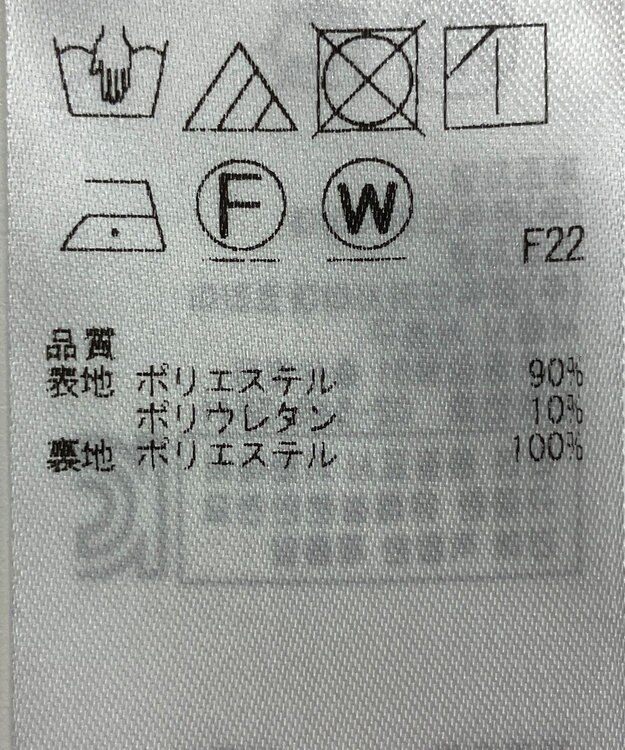 F W
F22
品質
表地 ポリエステル 90%
ポリウレタン 10%
裏地 ポリエステル 100%